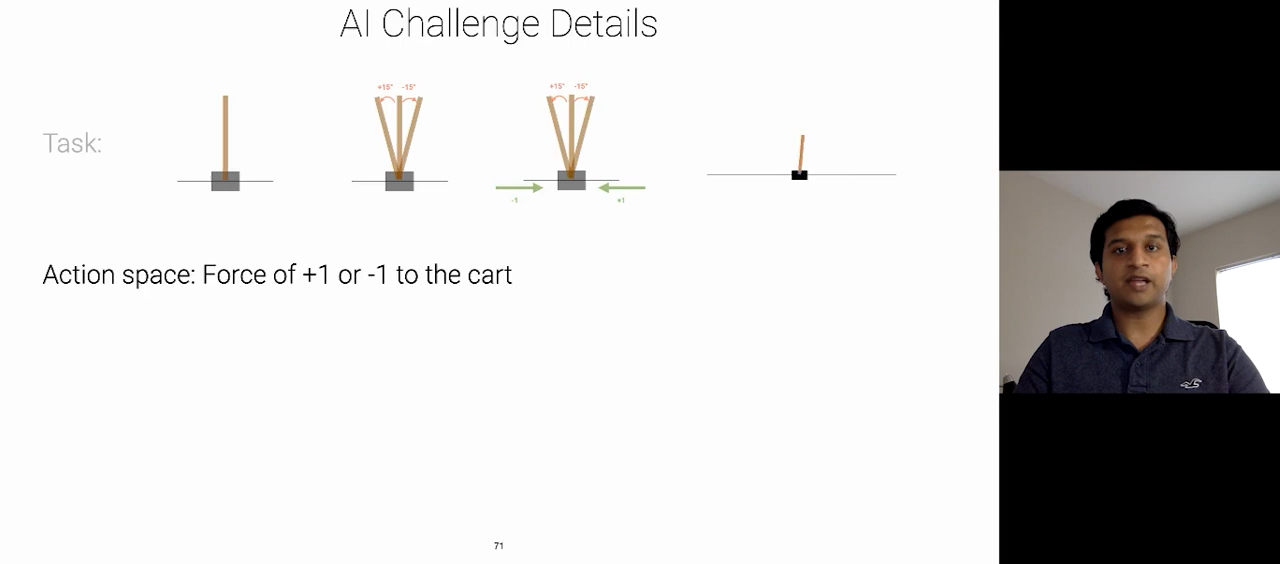 AI Challenge Details
+15° -15°
+15° -15°
Task:
-1
+1
Action space: Force of +1 or -1 to the cart
71